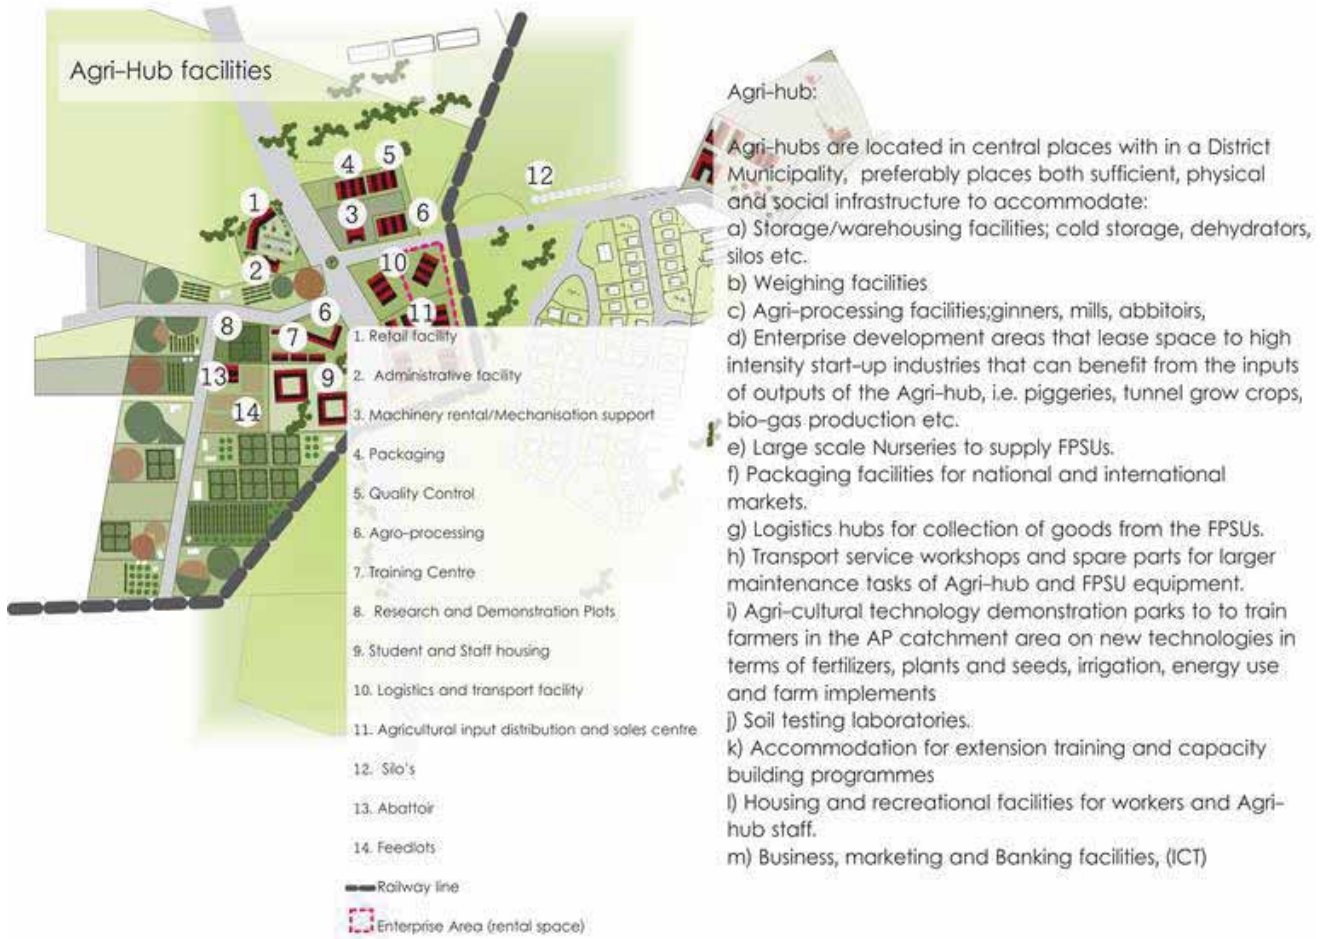 Agri-Hub facilities
1
2
3
4
5
6
12
10
11
6
7
8
13
9
14
1. Retail facility
2. Administrative facility
3. Machinery rental/Mechanisation support
4. Packaging
5. Quality Control
6. Agro-processing
7. Training Centre
8. Research and Demonstration Plots
9. Student and Staff housing
10. Logistics and transport facility
11. Agricultural input distribution and sales centre
12. Silo's
13. Abattoir
14. Feedlots
Railway line
Enterprise Area (rental space)
Agri-hub:
Agri-hubs are located in central places with in a District
Municipality, preferably places both sufficient, physical
and social infrastructure to accommodate:
a) Storage/warehousing facilities; cold storage, dehydrators,
silos etc.
b) Weighing facilities
c) Agri-processing facilities;ginners, mills, abbitoirs,
d) Enterprise development areas that lease space to high
intensity start-up industries that can benefit from the inputs
of outputs of the Agri-hub, i.e. piggeries, tunnel grow crops,
bio-gas production etc.
e) Large scale Nurseries to supply FPSUs.
f) Packaging facilities for national and international
markets.
g) Logistics hubs for collection of goods from the FPSUs.
h) Transport service workshops and spare parts for larger
maintenance tasks of Agri-hub and FPSU equipment.
i) Agri-cultural technology demonstration parks to to train
farmers in the AP catchment area on new technologies in
terms of fertilizers, plants and seeds, irrigation, energy use
and farm implements
j) Soil testing laboratories.
k) Accommodation for extension training and capacity
building programmes
l) Housing and recreational facilities for workers and Agri-
hub staff.
m) Business, marketing and Banking facilities, (ICT)